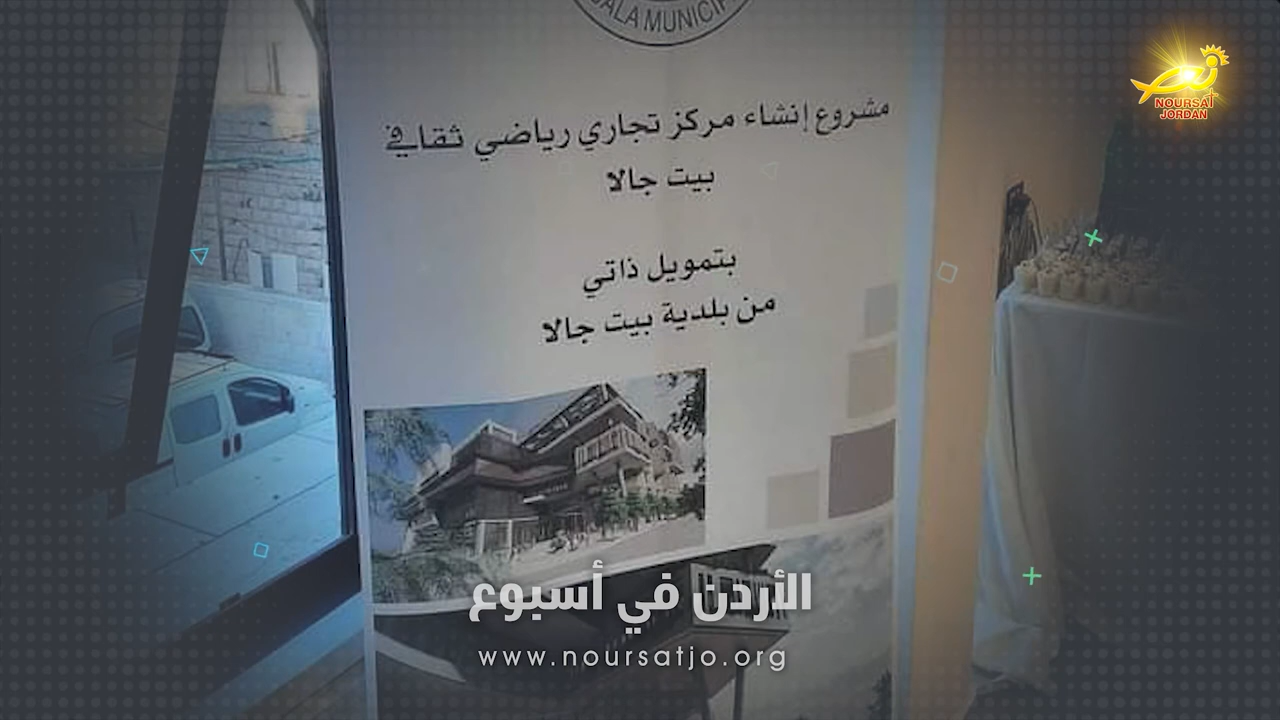 JALA MUNICIP
NOURSAT
JORDAN
مشروع إنشاء مركز تجاري رياضي ثقافي
بيت جالا
بتمويل ذاتي
من بلدية بيت جالا
الأردن في أسبوع
www.noursatjo.org